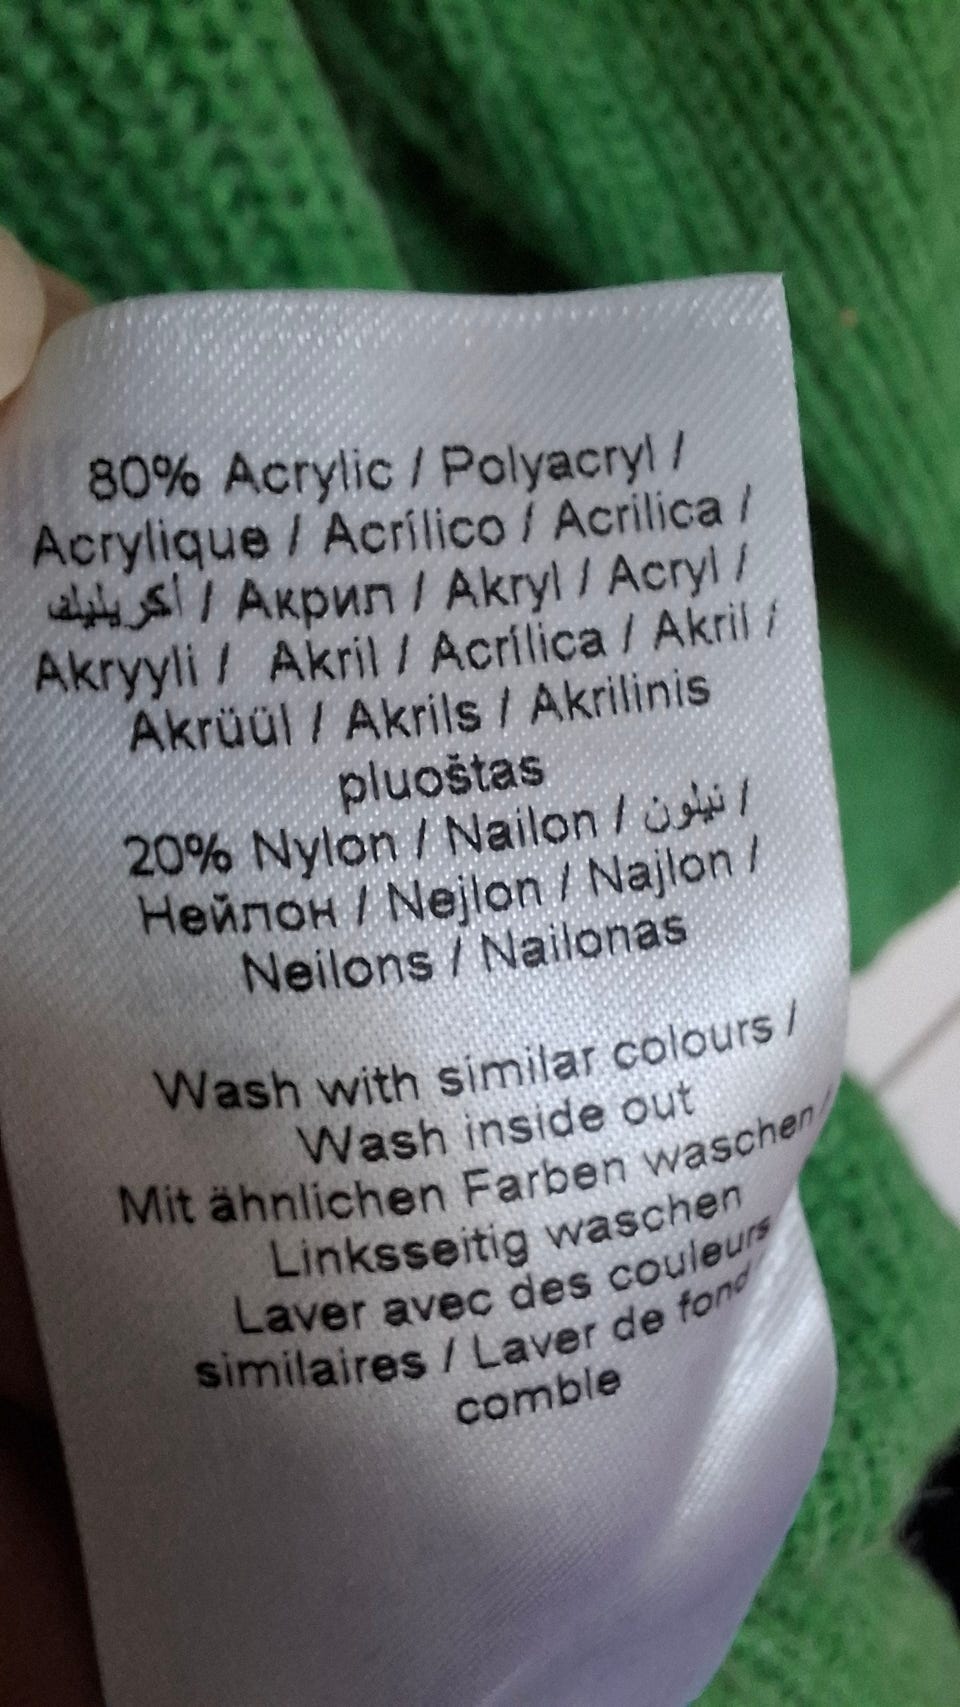 80% Acrylic / Polyacryl /
Acrylique / Acrílico / Acrilica /
أكريليك / Акрил / Akryl / Acryl /
Akryyli / Akril / Acrílica / Akril /
Akrüül / Akrils / Akrilinis
pluoštas
20% Nylon / Nailon / نيلون /
Нейлон / Nejlon / Najlon /
Neilons / Nailonas
Wash with similar colours /
Wash inside out
Mit ähnlichen Farben waschen /
Linksseitig waschen
Laver avec des couleurs
similaires / Laver de fond
comble